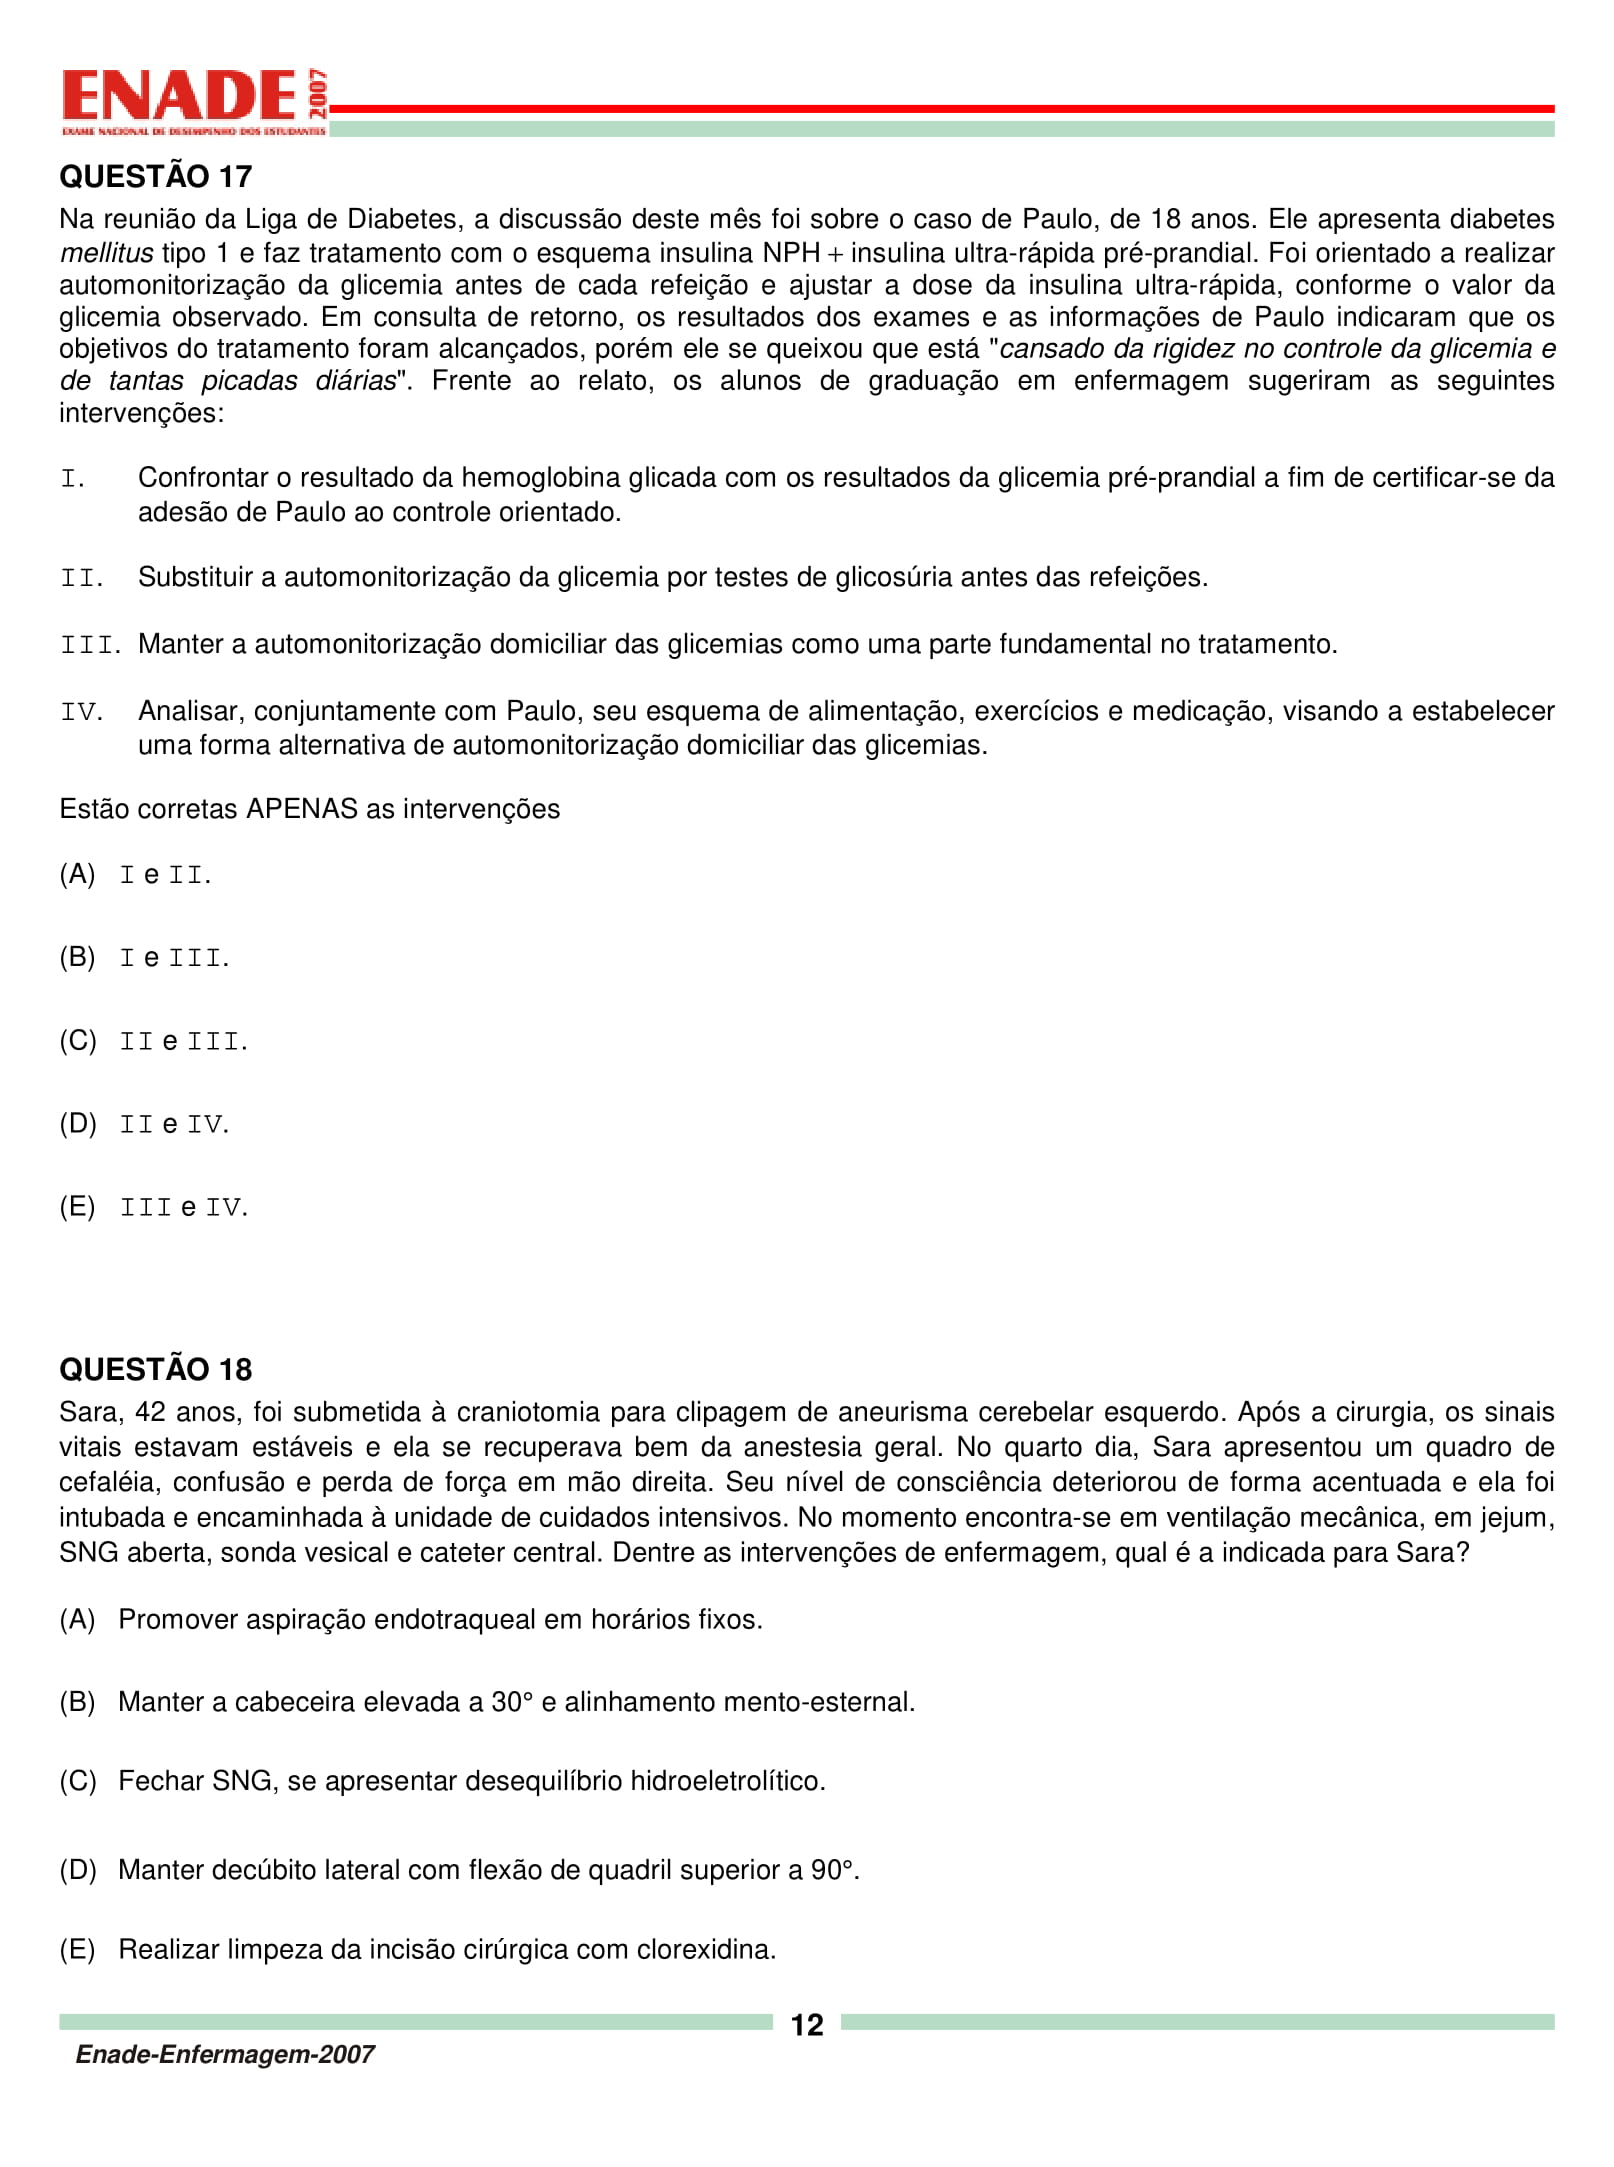 ENADE 2007
EXAME NACIONAL DE DESEMPENHO DOS ESTUDANTES
QUESTÃO 17
Na reunião da Liga de Diabetes, a discussão deste mês foi sobre o caso de Paulo, de 18 anos. Ele apresenta diabetes
mellitus tipo 1 e faz tratamento com o esquema insulina NPH + insulina ultra-rápida pré-prandial. Foi orientado a realizar
automonitorização da glicemia antes de cada refeição e ajustar a dose da insulina ultra-rápida, conforme o valor da
glicemia observado. Em consulta de retorno, os resultados dos exames e as informações de Paulo indicaram que os
objetivos do tratamento foram alcançados, porém ele se queixou que está "cansado da rigidez no controle da glicemia e
de tantas picadas diárias". Frente ao relato, os alunos de graduação em enfermagem sugeriram as seguintes
intervenções:
I. Confrontar o resultado da hemoglobina glicada com os resultados da glicemia pré-prandial a fim de certificar-se da
adesão de Paulo ao controle orientado.
II. Substituir a automonitorização da glicemia por testes de glicosúria antes das refeições.
III. Manter a automonitorização domiciliar das glicemias como uma parte fundamental no tratamento.
IV. Analisar, conjuntamente com Paulo, seu esquema de alimentação, exercícios e medicação, visando a estabelecer
uma forma alternativa de automonitorização domiciliar das glicemias.
Estão corretas APENAS as intervenções
(A) I e II.
(B) I e III.
(C) II e III.
(D) II e IV.
(E) III e IV.
QUESTÃO 18
Sara, 42 anos, foi submetida à craniotomia para clipagem de aneurisma cerebelar esquerdo. Após a cirurgia, os sinais
vitais estavam estáveis e ela se recuperava bem da anestesia geral. No quarto dia, Sara apresentou um quadro de
cefaléia, confusão e perda de força em mão direita. Seu nível de consciência deteriorou de forma acentuada e ela foi
intubada e encaminhada à unidade de cuidados intensivos. No momento encontra-se em ventilação mecânica, em jejum,
SNG aberta, sonda vesical e cateter central. Dentre as intervenções de enfermagem, qual é a indicada para Sara?
(A) Promover aspiração endotraqueal em horários fixos.
(B) Manter a cabeceira elevada a 30° e alinhamento mento-esternal.
(C) Fechar SNG, se apresentar desequilíbrio hidroeletrolítico.
(D) Manter decúbito lateral com flexão de quadril superior a 90°.
(E) Realizar limpeza da incisão cirúrgica com clorexidina.
12
Enade-Enfermagem-2007